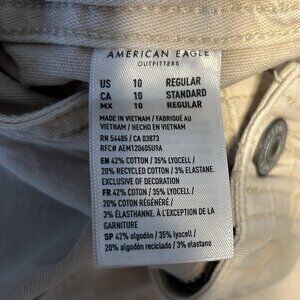 AMERICAN EAGLE
OUTFITTERS
US 10 REGULAR
CA 10 STANDARD
MX 10 REGULAR
MADE IN VIETNAM / FABRIQUÉ AU
VIETNAM / HECHO EN VIETNAM
RN 54485 / CA 03873
RFC# AEM120605U9A
EN 42% COTTON / 35% LYOCELL /
20% RECYCLED COTTON / 3% ELASTANE.
EXCLUSIVE OF DECORATION
FR 42% COTON / 35% LYOCELL /
20% COTON RÉGÉNÉRÉ /
3% ÉLASTHANNE. À L'EXCEPTION DE LA
GARNITURE
SP 42% algodón / 35% lyocell /
20% algodón reciclado / 3% elastano